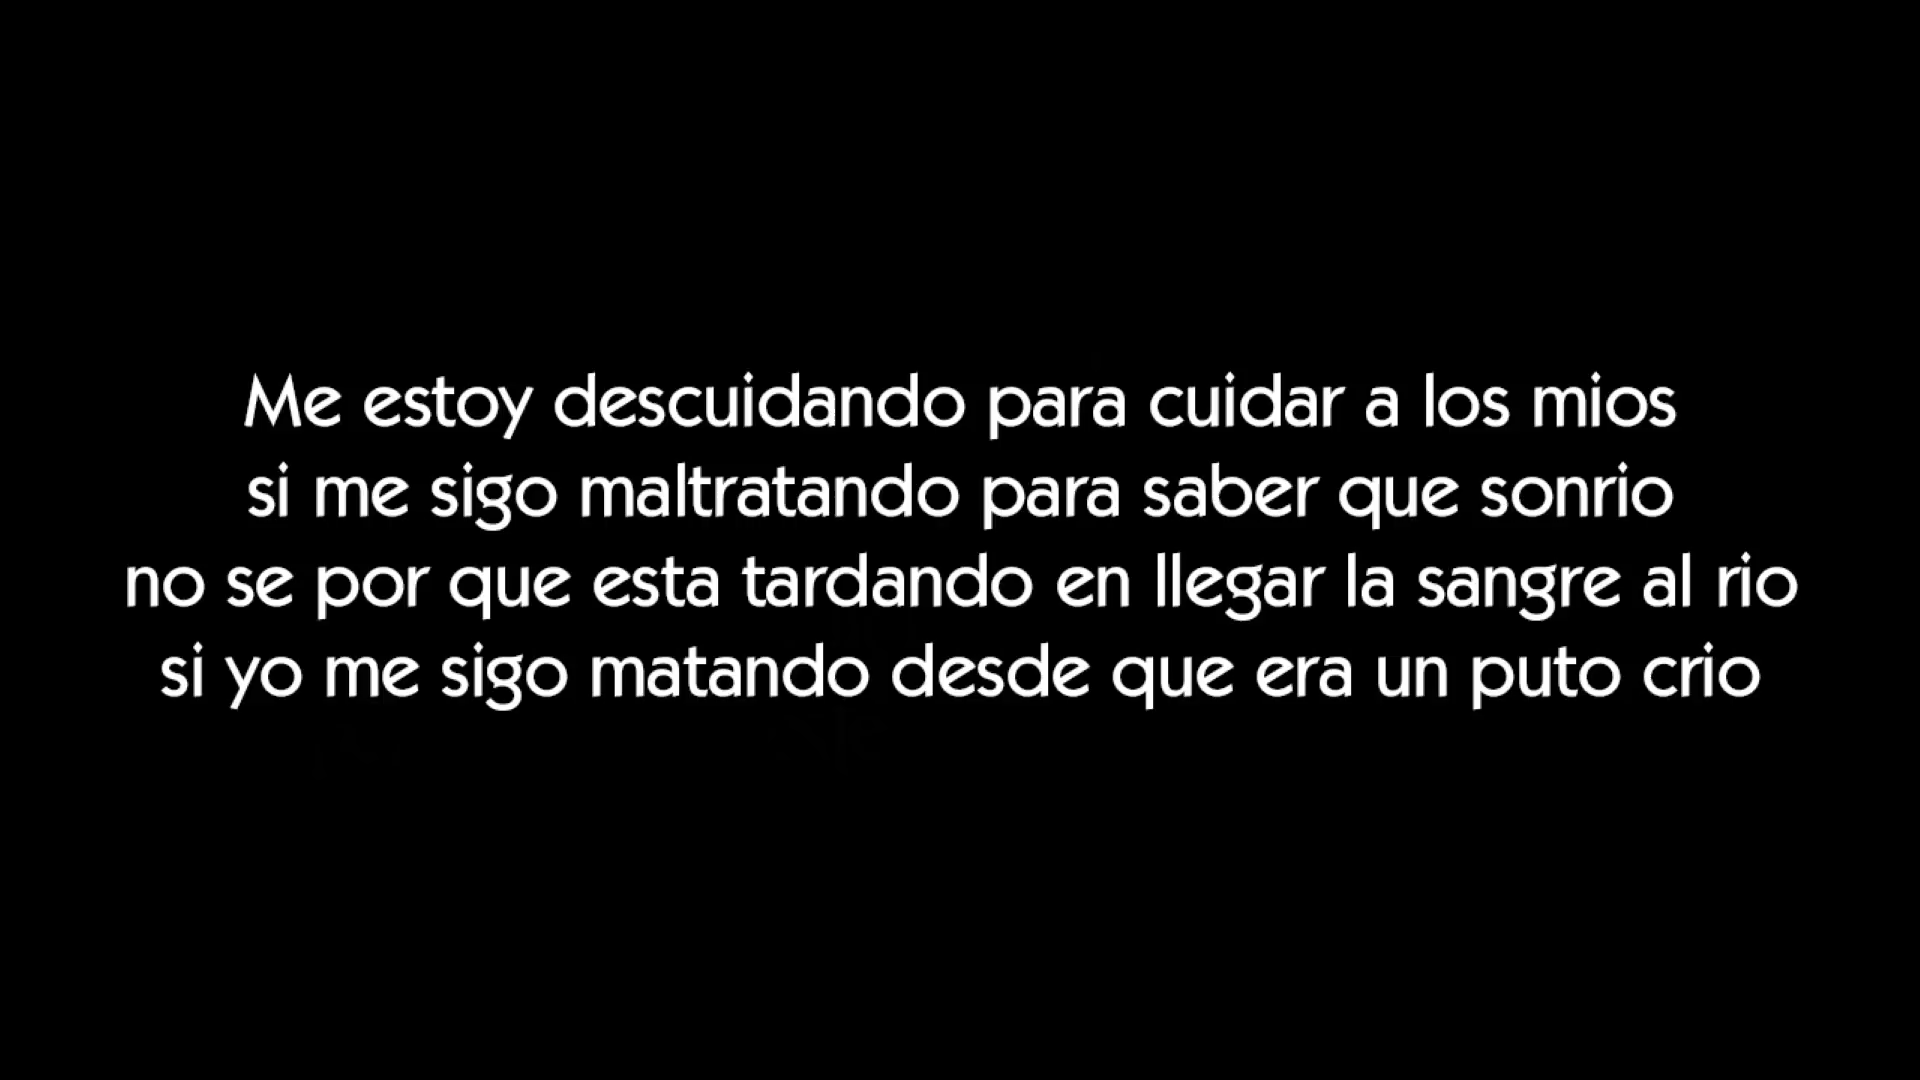 Me estoy descuidando para cuidar a los mios
si me sigo maltratando para saber que sonrio
no se por que esta tardando en llegar la sangre al rio
si yo me sigo matando desde que era un puto crio